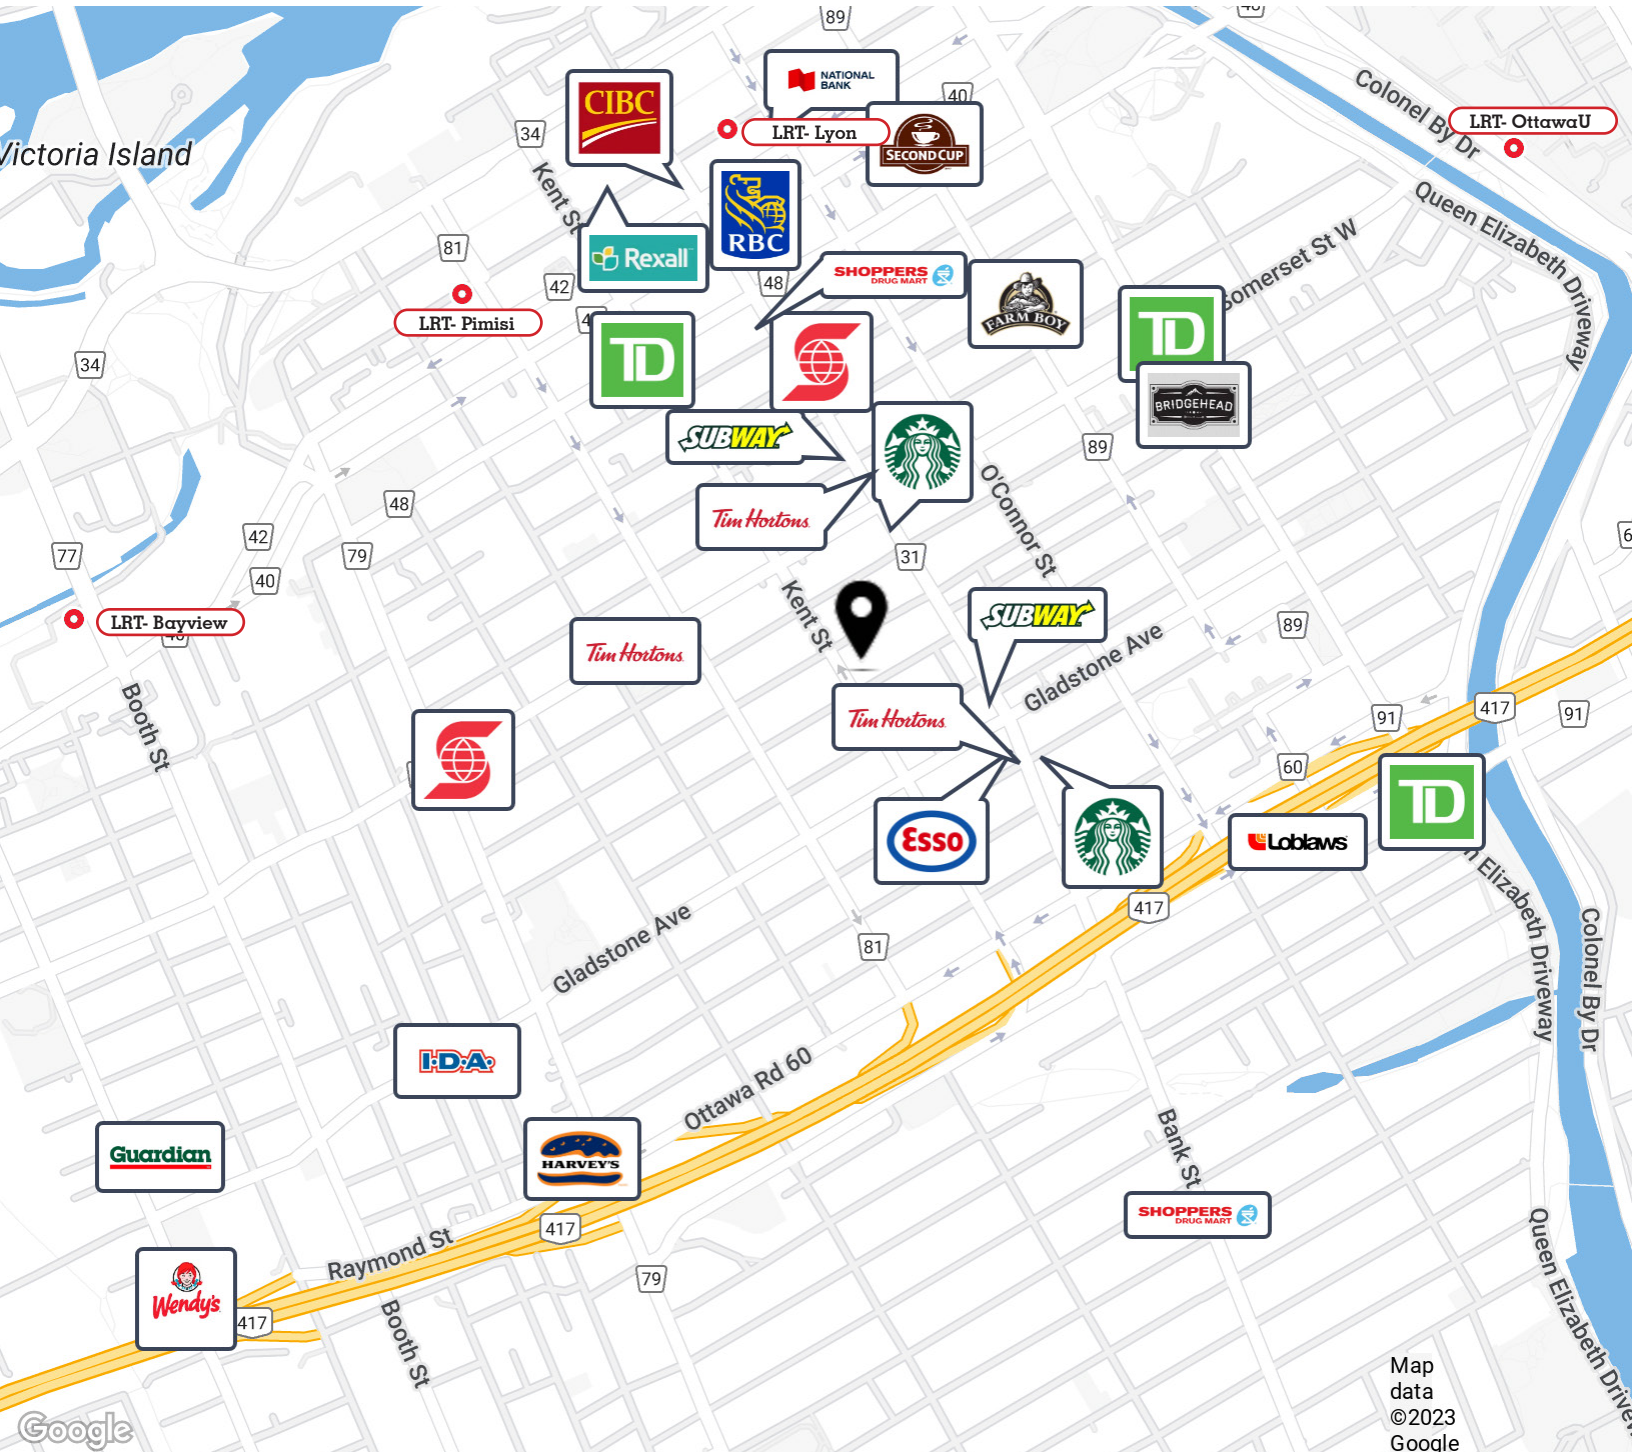 89
48
NATIONAL
BANK
CIBC
40
Colonel By Dr
LRT- OttawaU
34
LRT- Lyon
SECOND CUP
Victoria Island
Kent St
Queen Elizabeth Driveway
RBC
81
Rexall
Somerset St W
42
48
SHOPPERS
DRUG MART
FARM BOY
LRT- Pimisi
TD
TD
34
BRIDGEHEAD
SUBWAY
89
48
O'Connor St
Tim Hortons
42
77
79
31
40
Kent St
SUBWAY
LRT- Bayview
89
Gladstone Ave
Tim Hortons
Booth St
Tim Hortons
417
91
91
60
TD
Esso
Loblaws
Elizabeth Driveway
417
Colonel By Dr
Gladstone Ave
81
I·D·A·
Ottawa Rd 60
Bank St
Guardian
HARVEY'S
SHOPPERS
DRUG MART
417
Raymond St
Queen Elizabeth Driveway
79
Wendy's
417
Booth St
Map
data
©2023
Google
Google